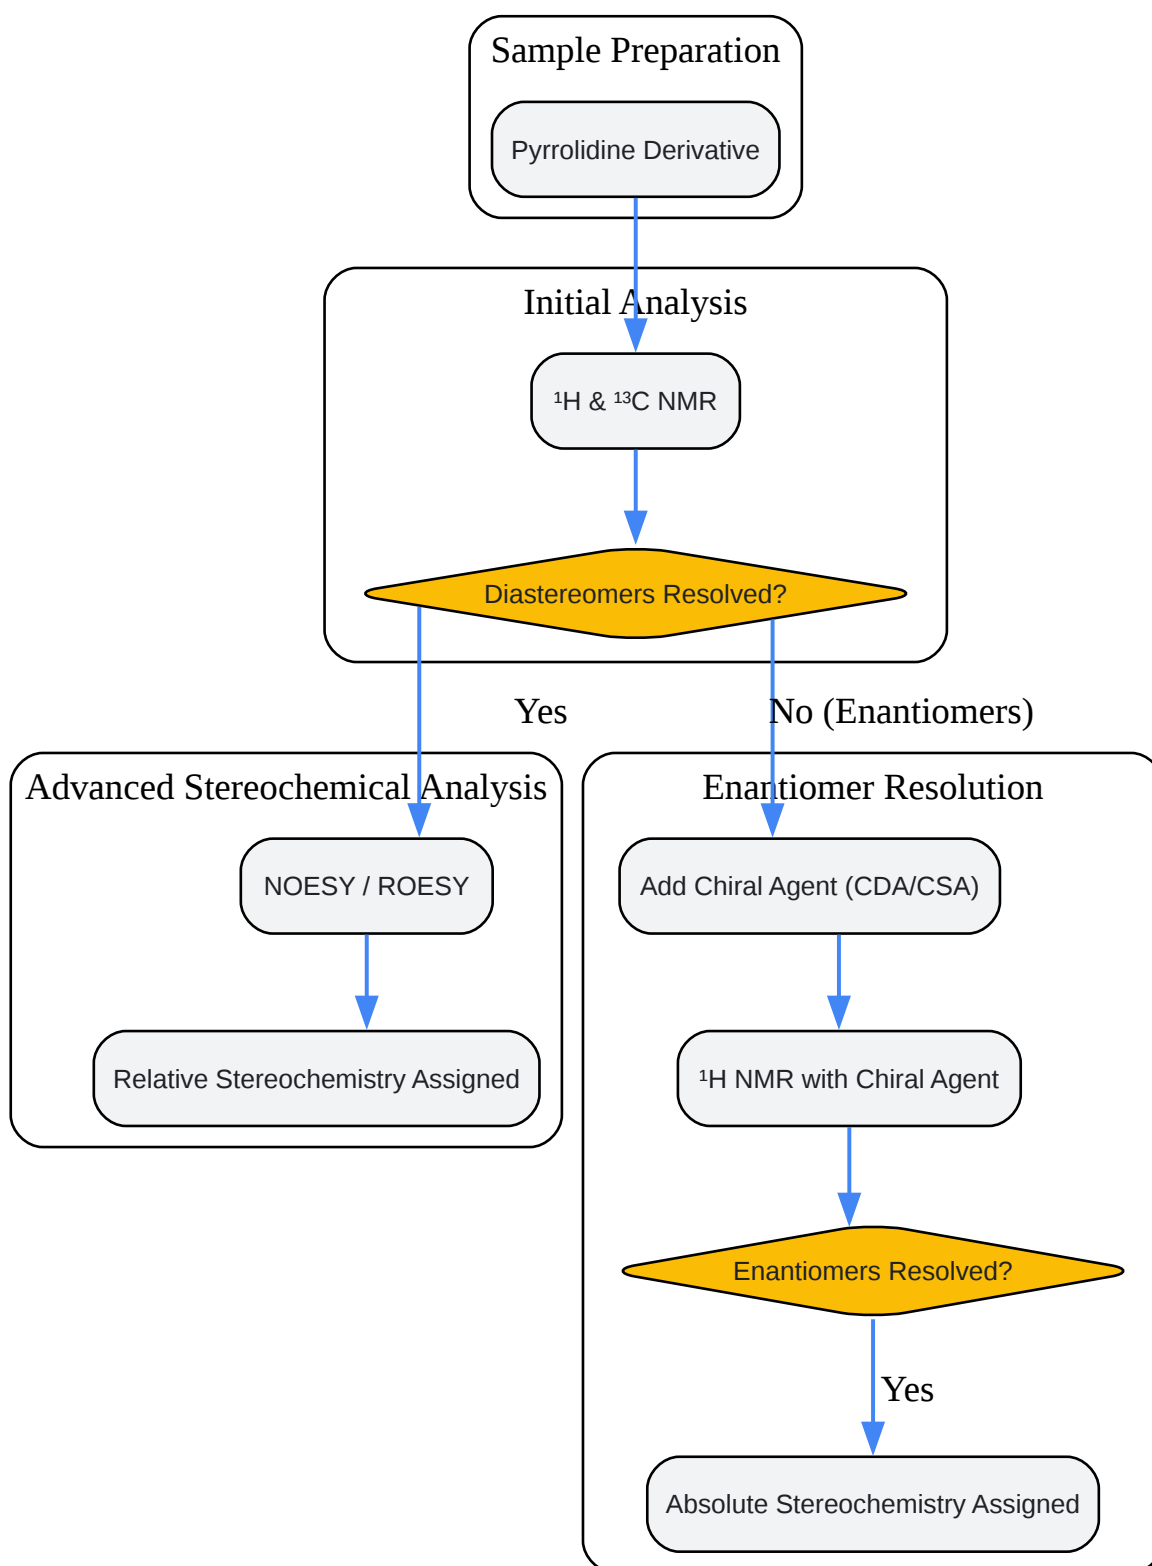 Sample Preparation
Pyrrolidine Derivative
Initial Analysis
¹H & ¹³C NMR
Diastereomers Resolved?
Yes
No (Enantiomers)
Advanced Stereochemical Analysis
Enantiomer Resolution
NOESY / ROESY
Add Chiral Agent (CDA/CSA)
Relative Stereochemistry Assigned
¹H NMR with Chiral Agent
Enantiomers Resolved?
Yes
Absolute Stereochemistry Assigned